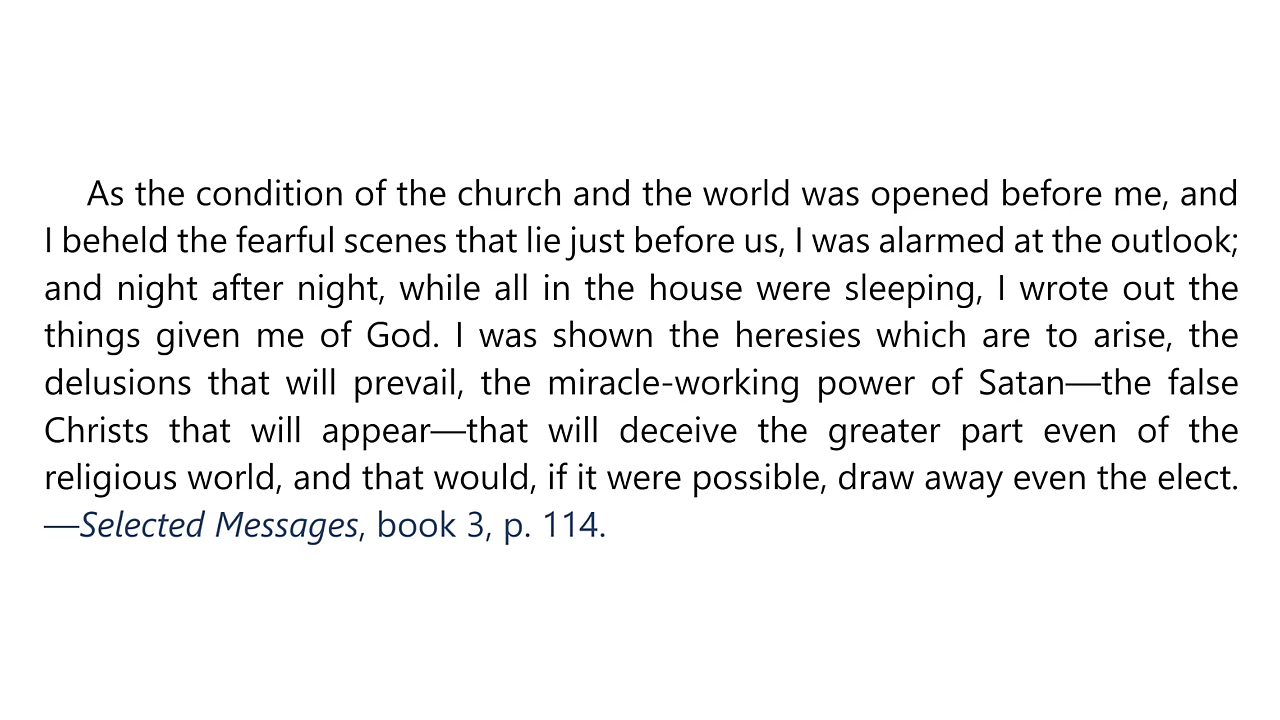 As the condition of the church and the world was opened before me, and
I beheld the fearful scenes that lie just before us, I was alarmed at the outlook;
and night after night, while all in the house were sleeping, I wrote out the
things given me of God. I was shown the heresies which are to arise, the
delusions that will prevail, the miracle-working power of Satan—the false
Christs that will appear—that will deceive the greater part even of the
religious world, and that would, if it were possible, draw away even the elect.
—Selected Messages, book 3, p. 114.